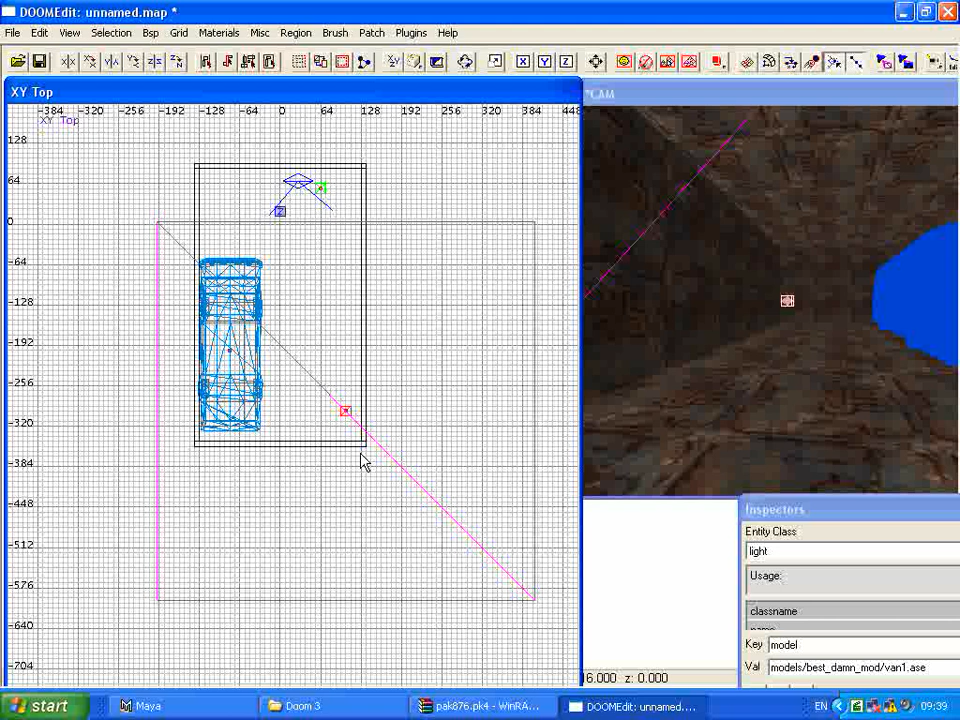 DOOMEdit: unnamed.map *
File Edit View Selection Bsp Grid Materials Misc Region Brush Patch Plugins Help
XY Top
*CAM
-384 -320 -256 -192 -128 -64 0 64 128 192 256 320 384 448
XY Top
128
64
0
-64
-128
-192
-256
-320
-384
-448
-512
-576
-640
-704
Inspectors
Entity Class
light
Usage:
classname
name
Key model
Val models/best_damn_mod/van1.ase
6.000 z: 0.000
start Maya Doom 3 pak876.pk4 - WinRA... DOOMEdit: unnamed.... EN 09:39